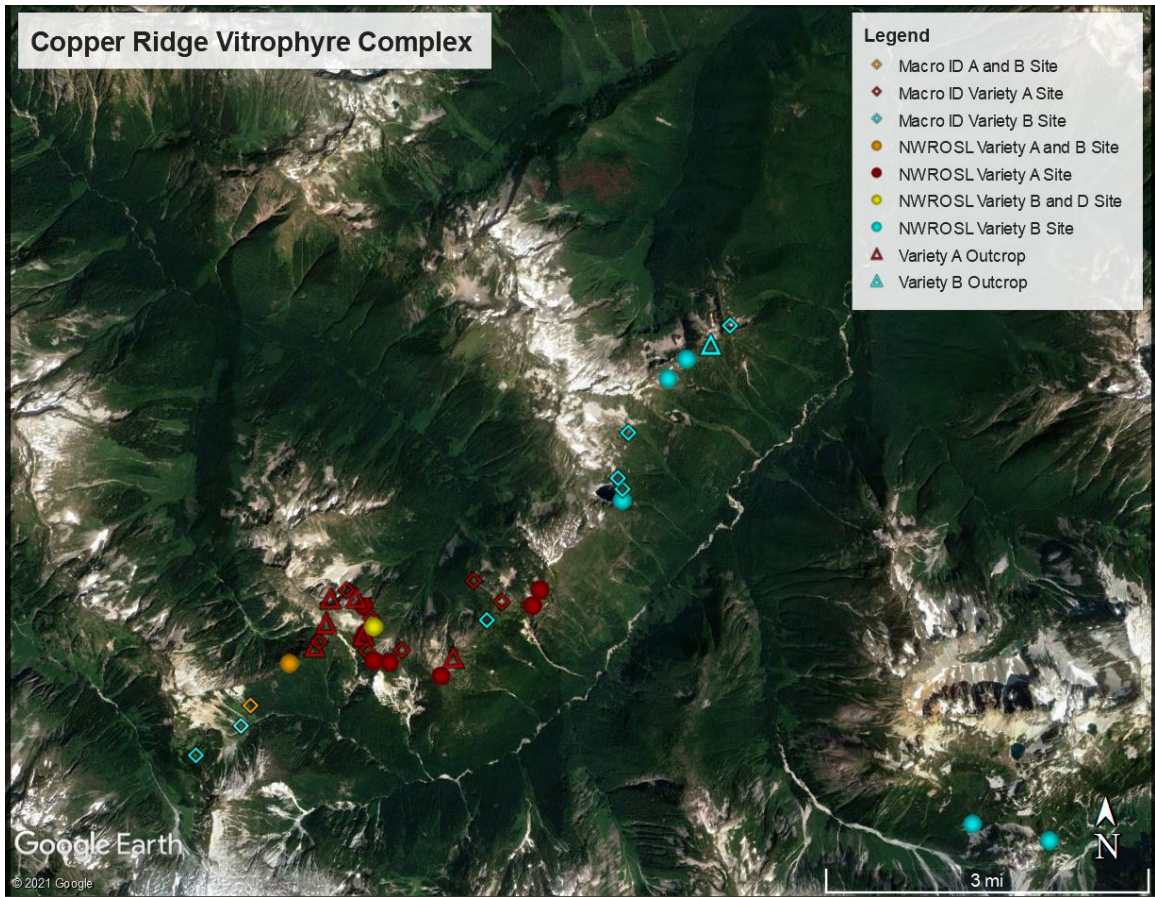 Copper Ridge Vitrophyre Complex
Legend
Macro ID A and B Site
Macro ID Variety A Site
Macro ID Variety B Site
NWROSL Variety A and B Site
NWROSL Variety A Site
NWROSL Variety B and D Site
NWROSL Variety B Site
Variety A Outcrop
Variety B Outcrop
Google Earth
© 2021 Google
N
3 mi